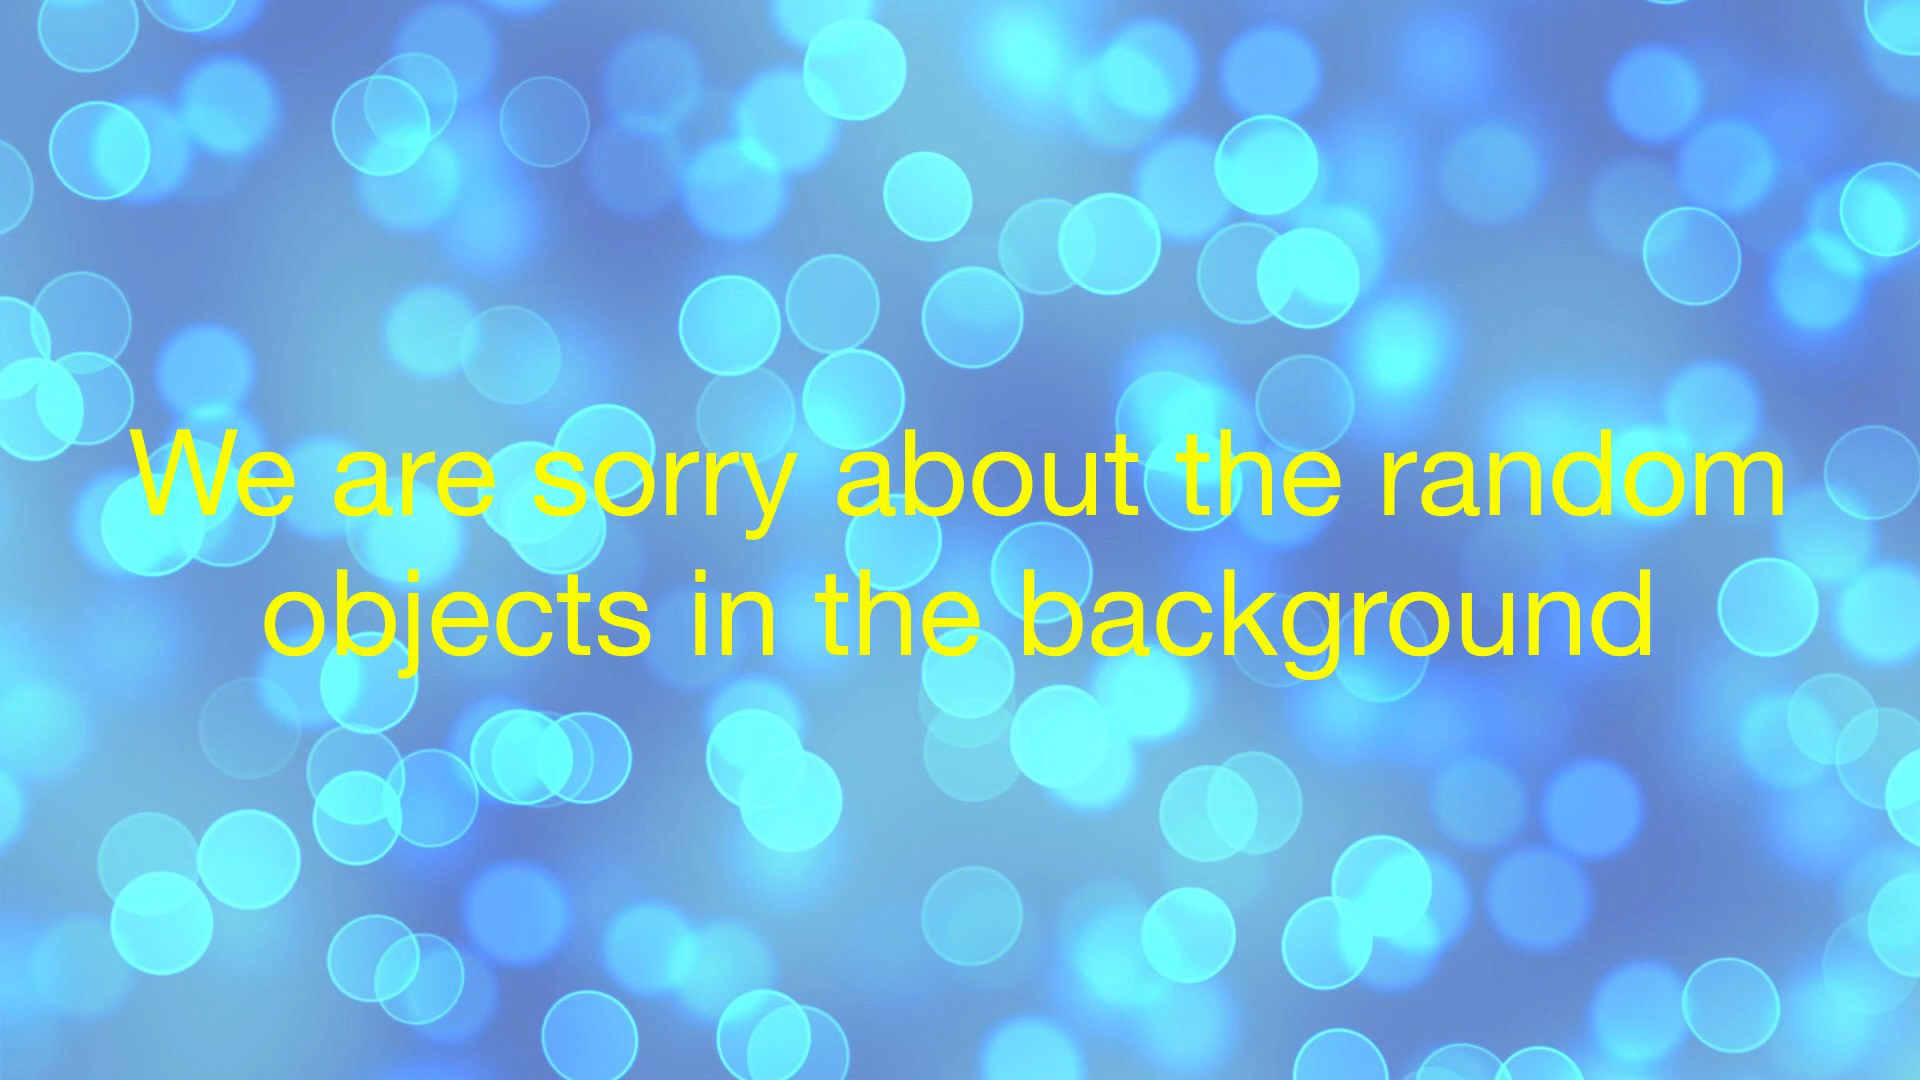 We are sorry about the random
objects in the background